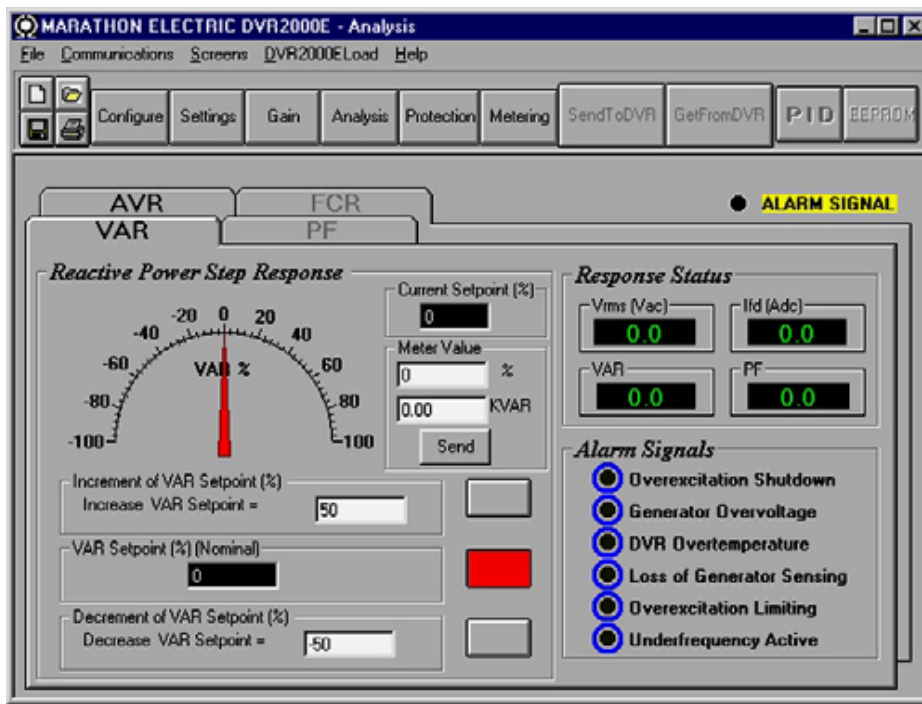 MARATHON ELECTRIC DVR2000E - Analysis
File Communications Screens DVR2000ELoad Help
Configure Settings Gain Analysis Protection Metering SendToDVR GetFromDVR PID EEPROM
AVR FCR
ALARM SIGNAL
VAR PF
Reactive Power Step Response
-100 -80 -60 -40 -20 0 20 40 60 80 100
VAR %
Current Setpoint (%)
0
Meter Value
0 %
0.00 KVAR
Send
Increment of VAR Setpoint (%)
Increase VAR Setpoint = 50
VAR Setpoint (%) (Nominal)
0
Decrement of VAR Setpoint (%)
Decrease VAR Setpoint = -50
Response Status
Vrms (Vac) Ifd (Adc)
0.0 0.0
VAR PF
0.0 0.0
Alarm Signals
Overexcitation Shutdown
Generator Overvoltage
DVR Overtemperature
Loss of Generator Sensing
Overexcitation Limiting
Underfrequency Active